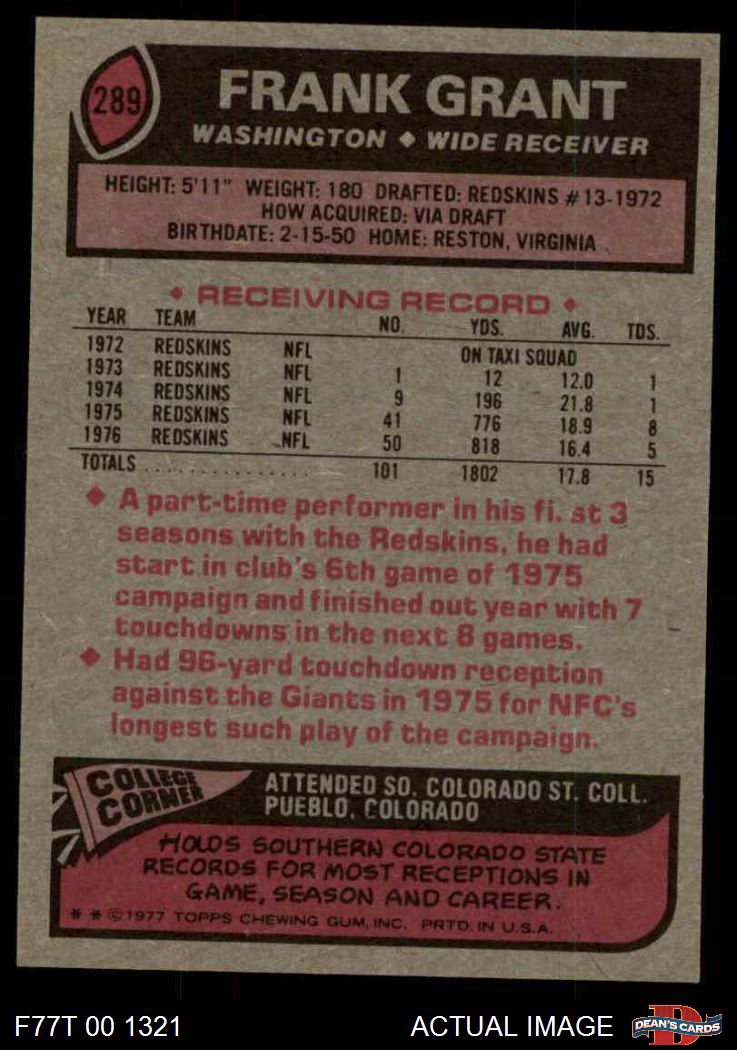 289
FRANK GRANT
WASHINGTON ◆ WIDE RECEIVER
HEIGHT: 5'11" WEIGHT: 180 DRAFTED: REDSKINS #13-1972
HOW ACQUIRED: VIA DRAFT
BIRTHDATE: 2-15-50 HOME: RESTON, VIRGINIA
◆ RECEIVING RECORD ◆
YEAR TEAM NO. YDS. AVG. TDS.
1972 REDSKINS NFL ON TAXI SQUAD
1973 REDSKINS NFL 1 12 12.0 1
1974 REDSKINS NFL 9 196 21.8 1
1975 REDSKINS NFL 41 776 18.9 8
1976 REDSKINS NFL 50 818 16.4 5
TOTALS . . . . . . . . . . . . . . . 101 1802 17.8 15
◆ A part-time performer in his fi. st 3
seasons with the Redskins, he had
start in club's 6th game of 1975
campaign and finished out year with 7
touchdowns in the next 8 games.
◆ Had 96-yard touchdown reception
against the Giants in 1975 for NFC's
longest such play of the campaign.
COLLEGE
CORNER
ATTENDED SO. COLORADO ST. COLL.
PUEBLO, COLORADO
HOLDS SOUTHERN COLORADO STATE
RECORDS FOR MOST RECEPTIONS IN
GAME, SEASON AND CAREER.
* * © 1977 TOPPS CHEWING GUM, INC. PRTD. IN U.S.A.
F77T 00 1321 ACTUAL IMAGE DEAN'S CARDS